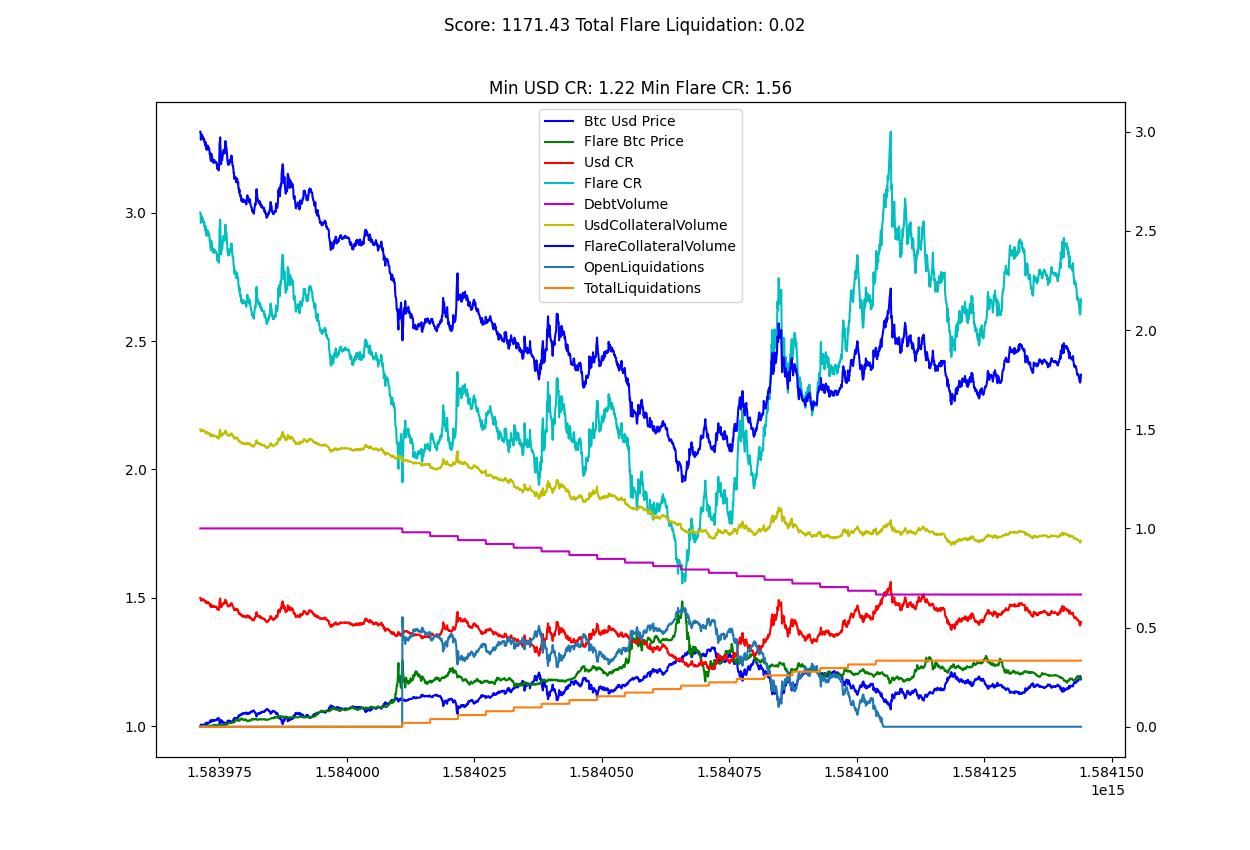 Score: 1171.43 Total Flare Liquidation: 0.02
Min USD CR: 1.22 Min Flare CR: 1.56
Btc Usd Price
Flare Btc Price
Usd CR
Flare CR
DebtVolume
UsdCollateralVolume
FlareCollateralVolume
OpenLiquidations
TotalLiquidations
3.0
2.5
2.0
1.5
1.0
3.0
2.5
2.0
1.5
1.0
0.5
0.0
1.583975 1.584000 1.584025 1.584050 1.584075 1.584100 1.584125 1.584150
1e15